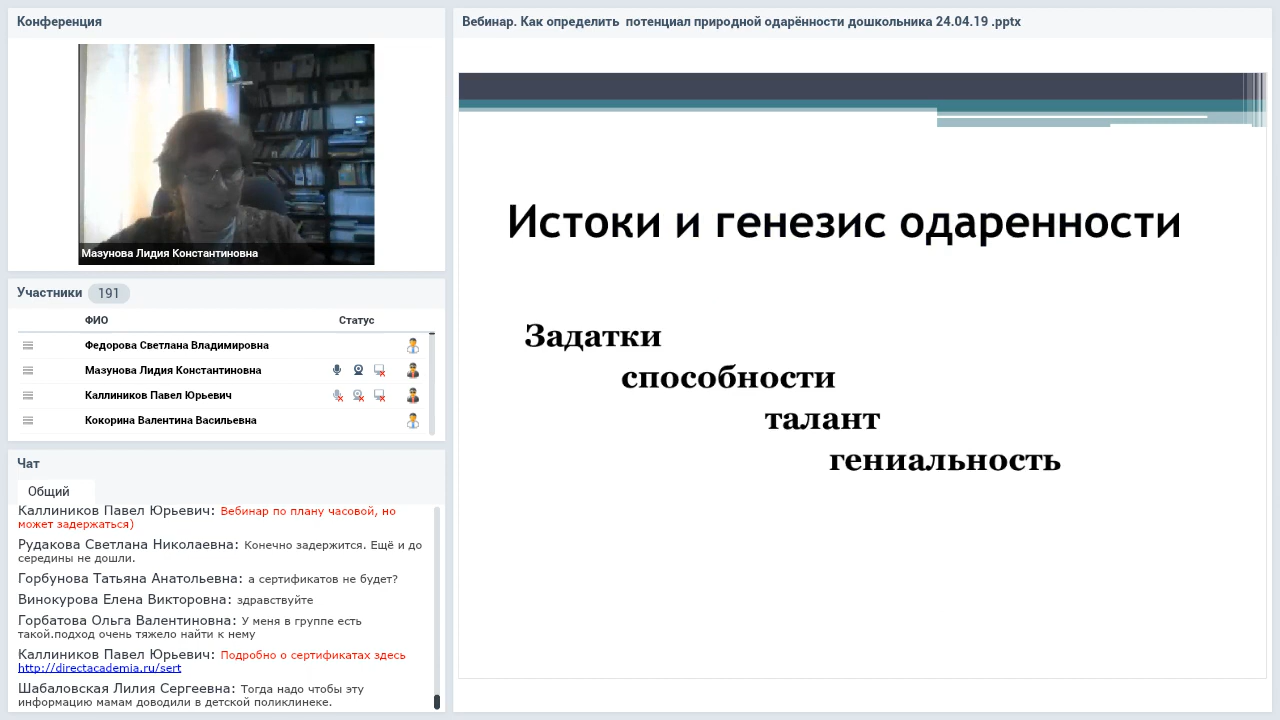 Конференция
Мазунова Лидия Константиновна
Участники 191
ФИО Статус
Федорова Светлана Владимировна
Мазунова Лидия Константиновна
Каллиников Павел Юрьевич
Кокорина Валентина Васильевна
Чат
Общий
Каллиников Павел Юрьевич: Вебинар по плану часовой, но
может задержаться)
Рудакова Светлана Николаевна: Конечно задержится. Ещё и до
середины не дошли.
Горбунова Татьяна Анатольевна: а сертификатов не будет?
Винокурова Елена Викторовна: здравствуйте
Горбатова Ольга Валентиновна: У меня в группе есть
такой.подход очень тяжело найти к нему
Каллиников Павел Юрьевич: Подробно о сертификатах здесь
http://directacademia.ru/sert
Шабаловская Лилия Сергеевна: Тогда надо чтобы эту
информацию мамам доводили в детской поликлинеке.
Вебинар. Как определить потенциал природной одарённости дошкольника 24.04.19 .pptx
Истоки и генезис одаренности
Задатки
способности
талант
гениальность